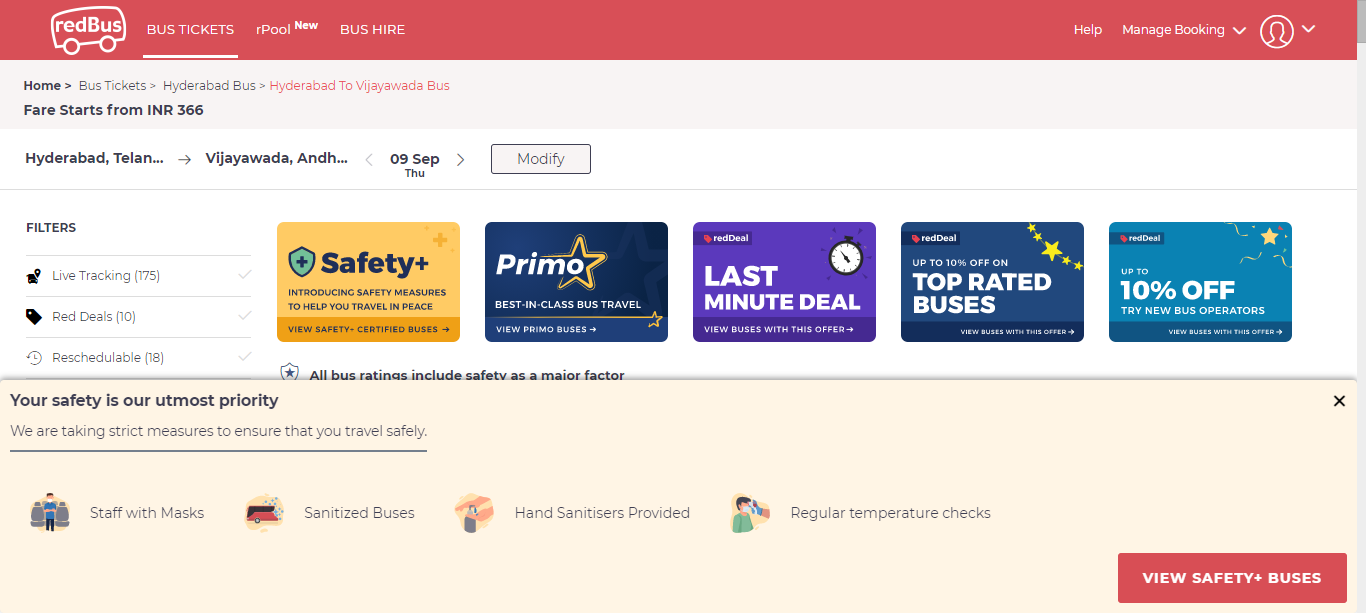 redBus
BUS TICKETS
rPool New
BUS HIRE
Help
Manage Booking
Home > Bus Tickets > Hyderabad Bus > Hyderabad To Vijayawada Bus
Fare Starts from INR 366
Hyderabad, Telan... → Vijayawada, Andh... < 09 Sep >
Thu
Modify
FILTERS
Live Tracking (175)
Red Deals (10)
Reschedulable (18)
Safety+
INTRODUCING SAFETY MEASURES
TO HELP YOU TRAVEL IN PEACE
VIEW SAFETY+ CERTIFIED BUSES →
Primo
BEST-IN-CLASS BUS TRAVEL
VIEW PRIMO BUSES →
redDeal
LAST
MINUTE DEAL
VIEW BUSES WITH THIS OFFER →
redDeal
UP TO 10% OFF ON
TOP RATED
BUSES
VIEW BUSES WITH THIS OFFER →
redDeal
UP TO
10% OFF
TRY NEW BUS OPERATORS
VIEW BUSES WITH THIS OFFER →
All bus ratings include safety as a major factor
Your safety is our utmost priority
We are taking strict measures to ensure that you travel safely.
Staff with Masks
Sanitized Buses
Hand Sanitisers Provided
Regular temperature checks
VIEW SAFETY+ BUSES